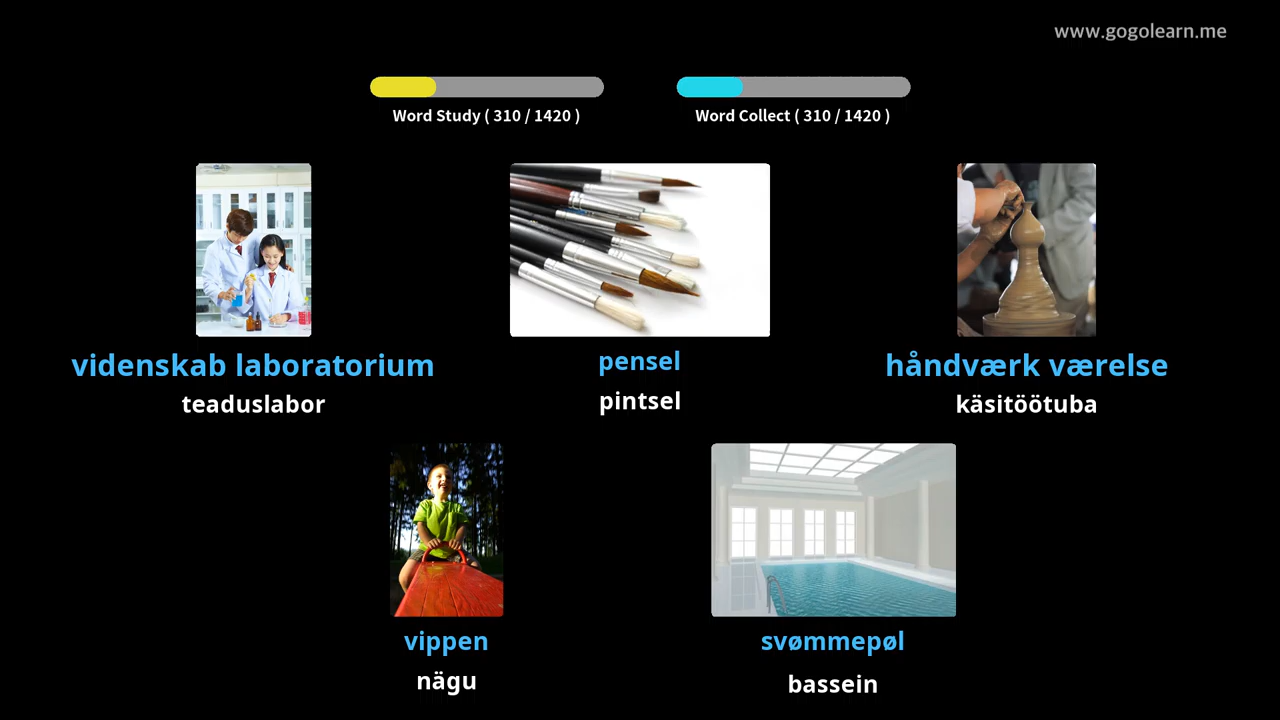 www.gogolearn.me
Word Study ( 310 / 1420 )
Word Collect ( 310 / 1420 )
videnskab laboratorium
teaduslabor
pensel
pintsel
håndværk værelse
käsitöötuba
vippen
nägu
svømmepøl
bassein